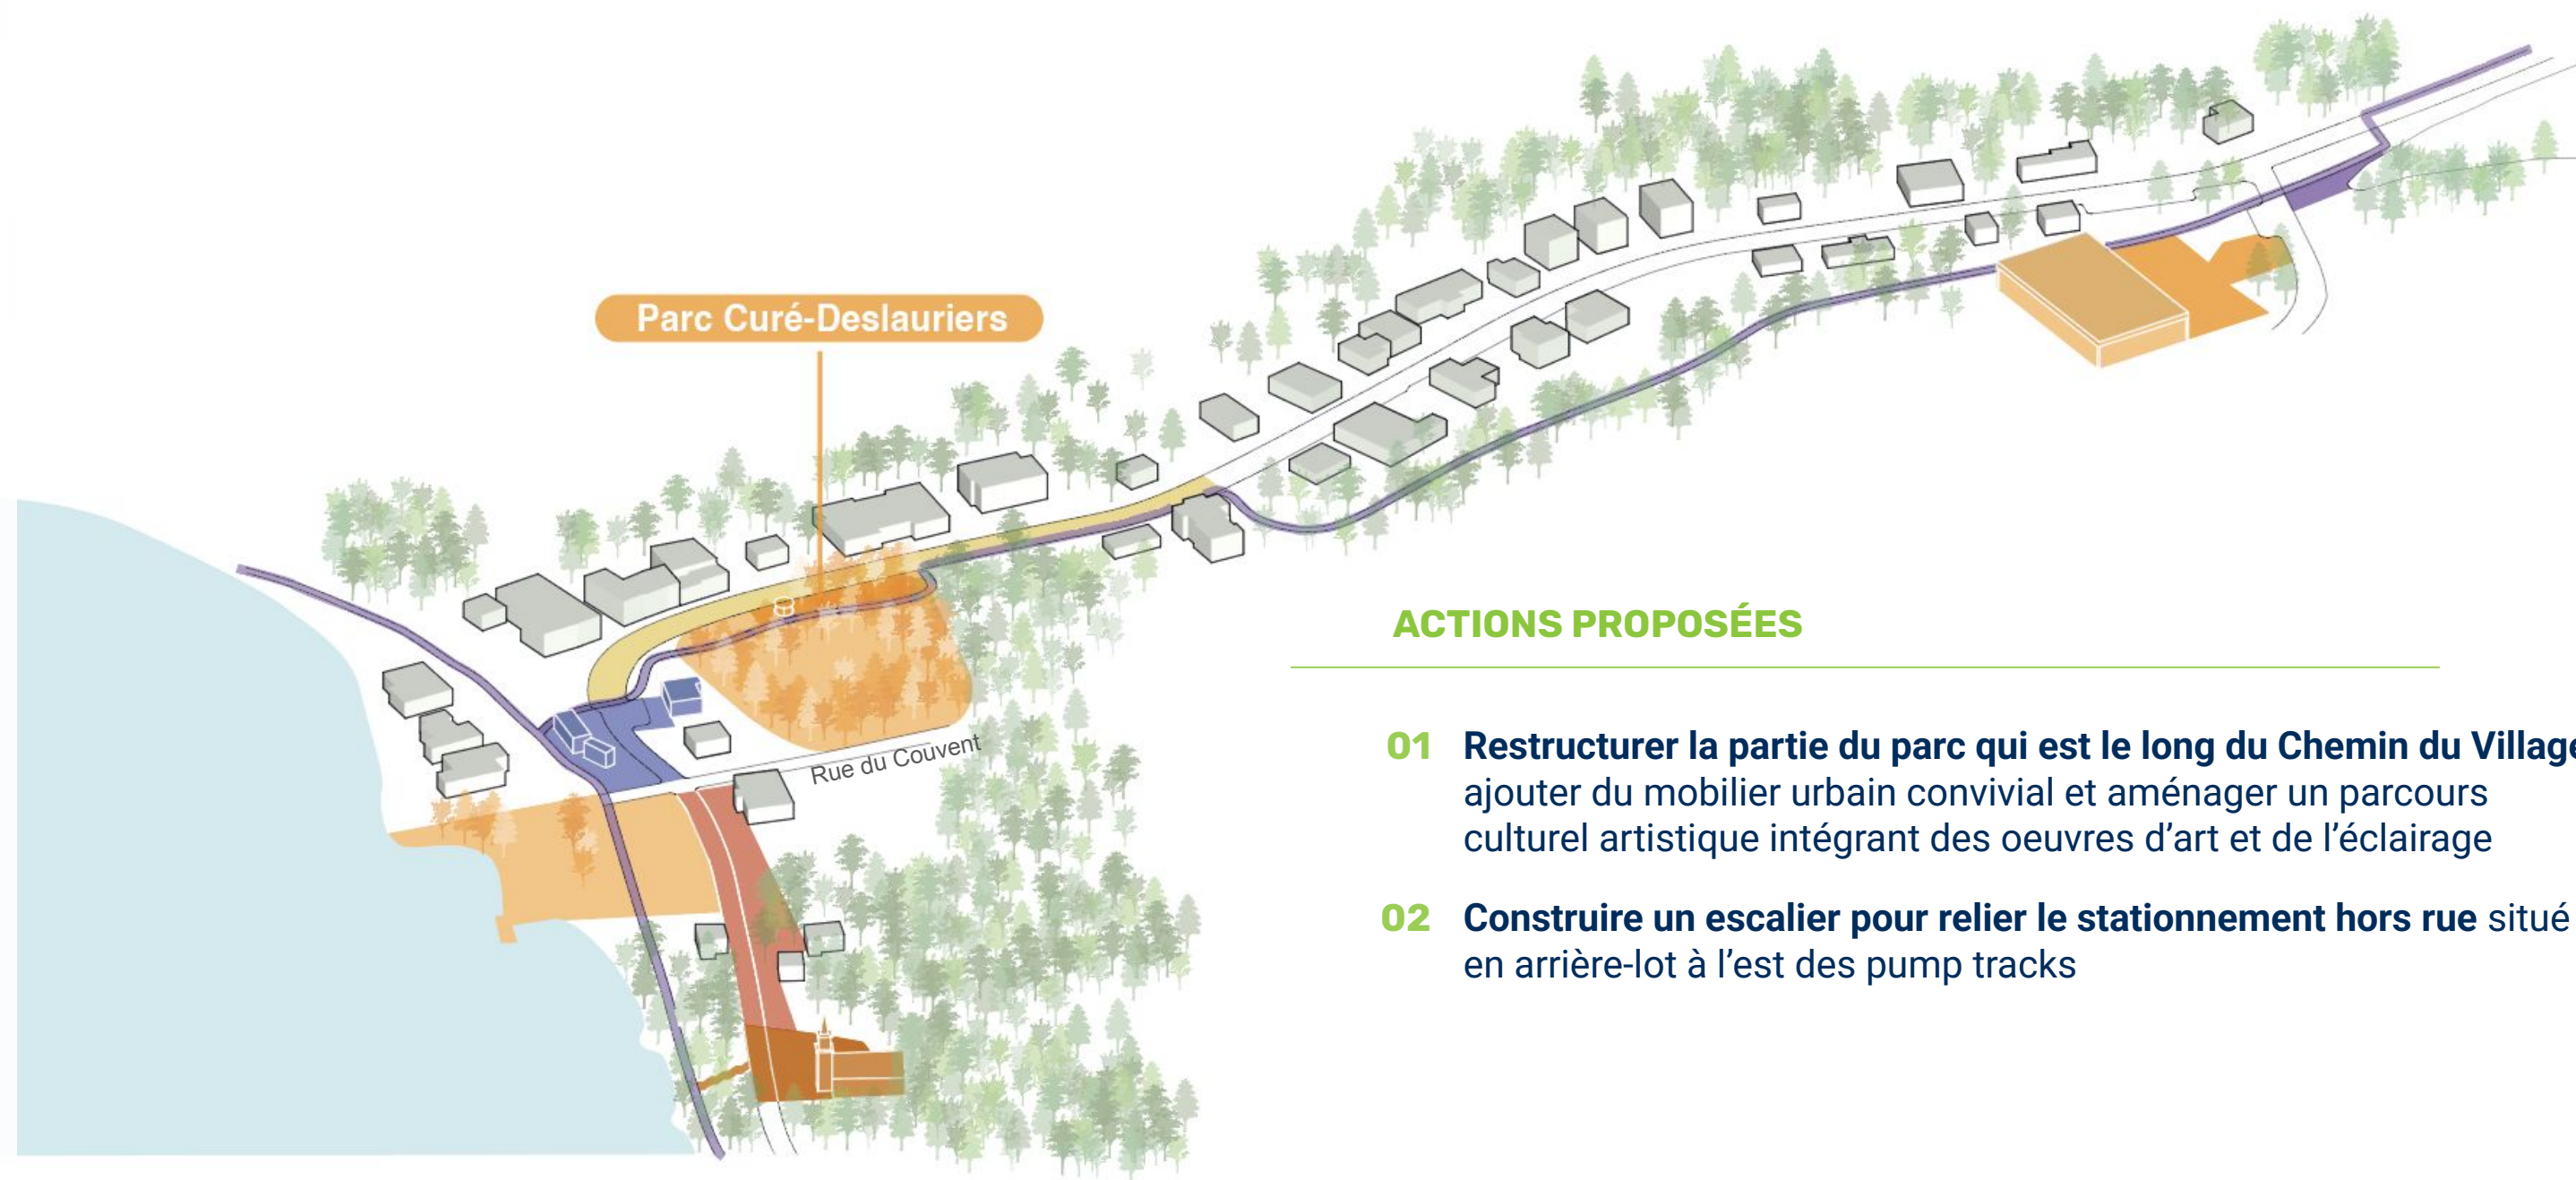 Parc Curé-Deslauriers
Rue du Couvent
ACTIONS PROPOSÉES
01 Restructurer la partie du parc qui est le long du Chemin du Village
ajouter du mobilier urbain convivial et aménager un parcours
culturel artistique intégrant des oeuvres d’art et de l’éclairage
02 Construire un escalier pour relier le stationnement hors rue situé
en arrière-lot à l’est des pump tracks